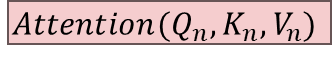 Attention(Qₙ, Kₙ, Vₙ)